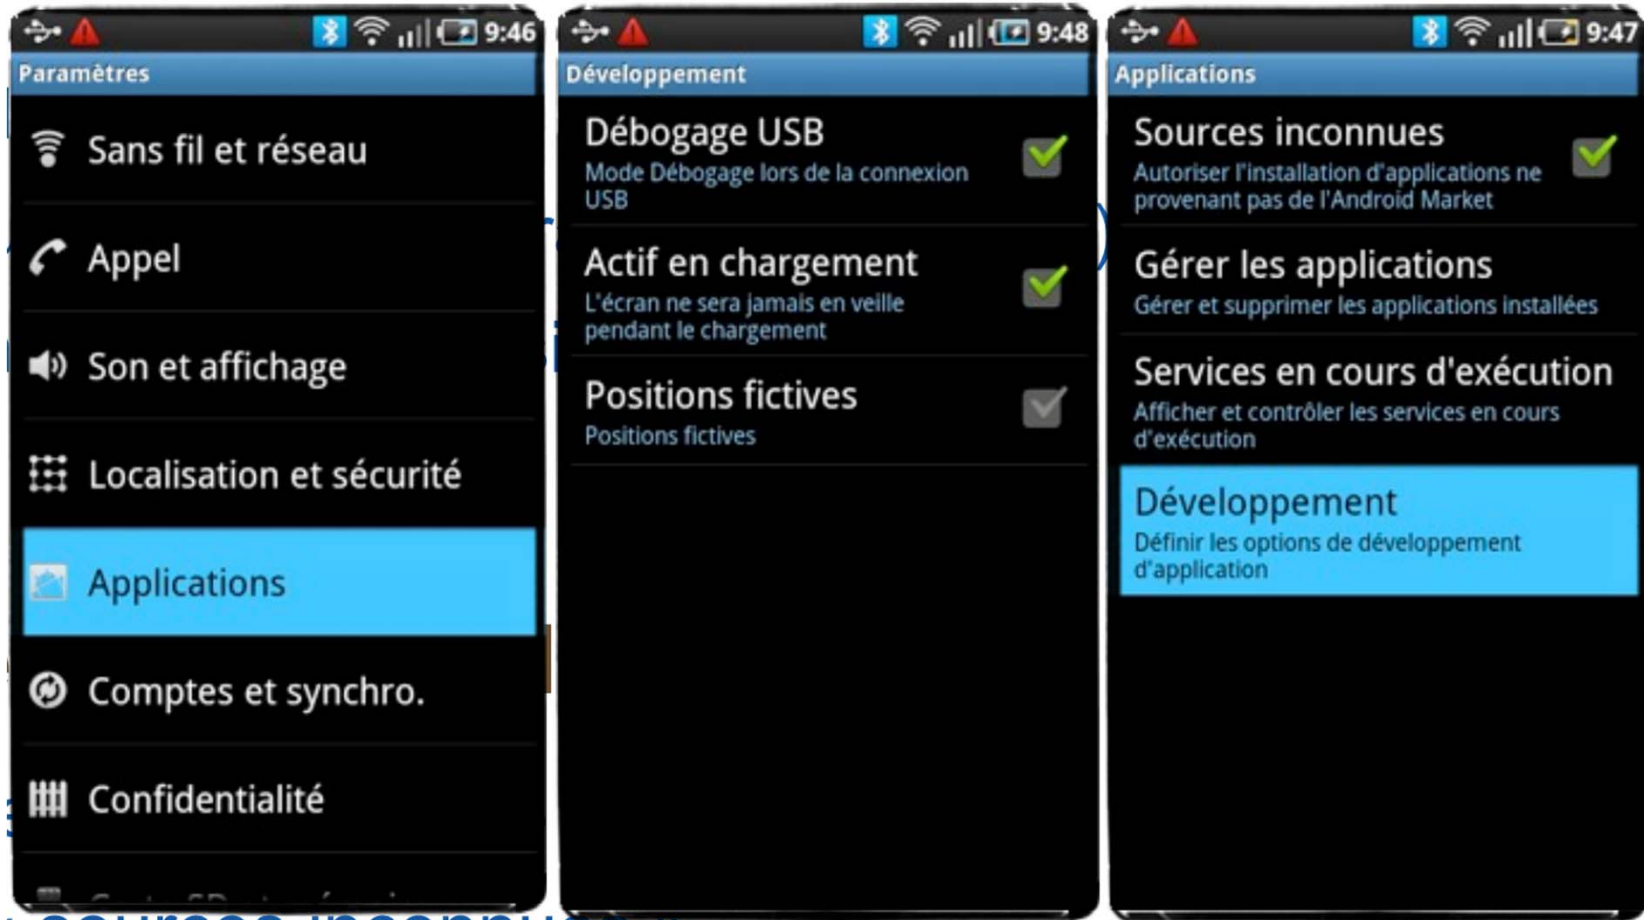 9:46
Paramètres
Sans fil et réseau
Appel
Son et affichage
Localisation et sécurité
Applications
Comptes et synchro.
Confidentialité
9:48
Développement
Débogage USB
Mode Débogage lors de la connexion
USB
Actif en chargement
L'écran ne sera jamais en veille
pendant le chargement
Positions fictives
Positions fictives
9:47
Applications
Sources inconnues
Autoriser l'installation d'applications ne
provenant pas de l'Android Market
Gérer les applications
Gérer et supprimer les applications installées
Services en cours d'exécution
Afficher et contrôler les services en cours
d'exécution
Développement
Définir les options de développement
d'application